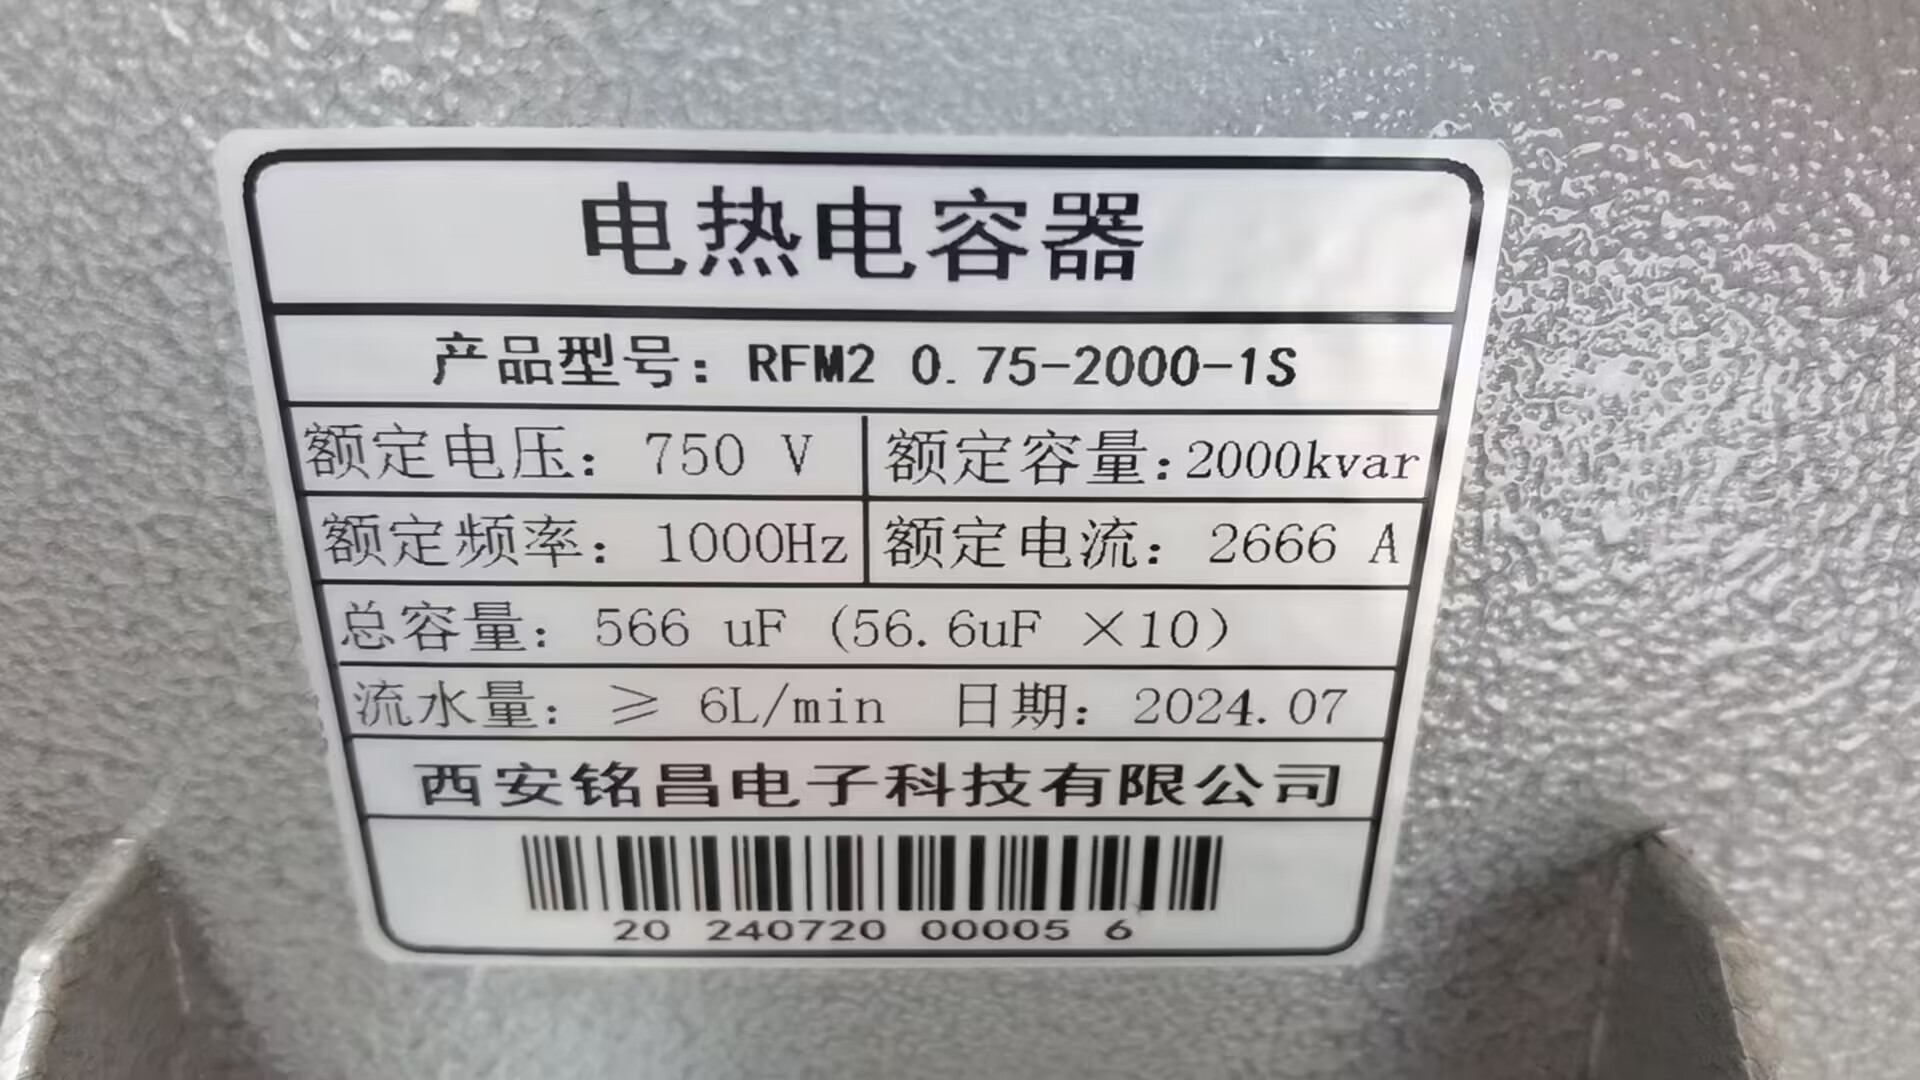 电热电容器
产品型号：RFM2 0.75-2000-1S
额定电压：750 V 额定容量：2000kvar
额定频率：1000Hz 额定电流：2666 A
总容量：566 uF (56.6uF ×10)
流水量：≥ 6L/min 日期：2024.07
西安铭昌电子科技有限公司
20 240720 00005 6